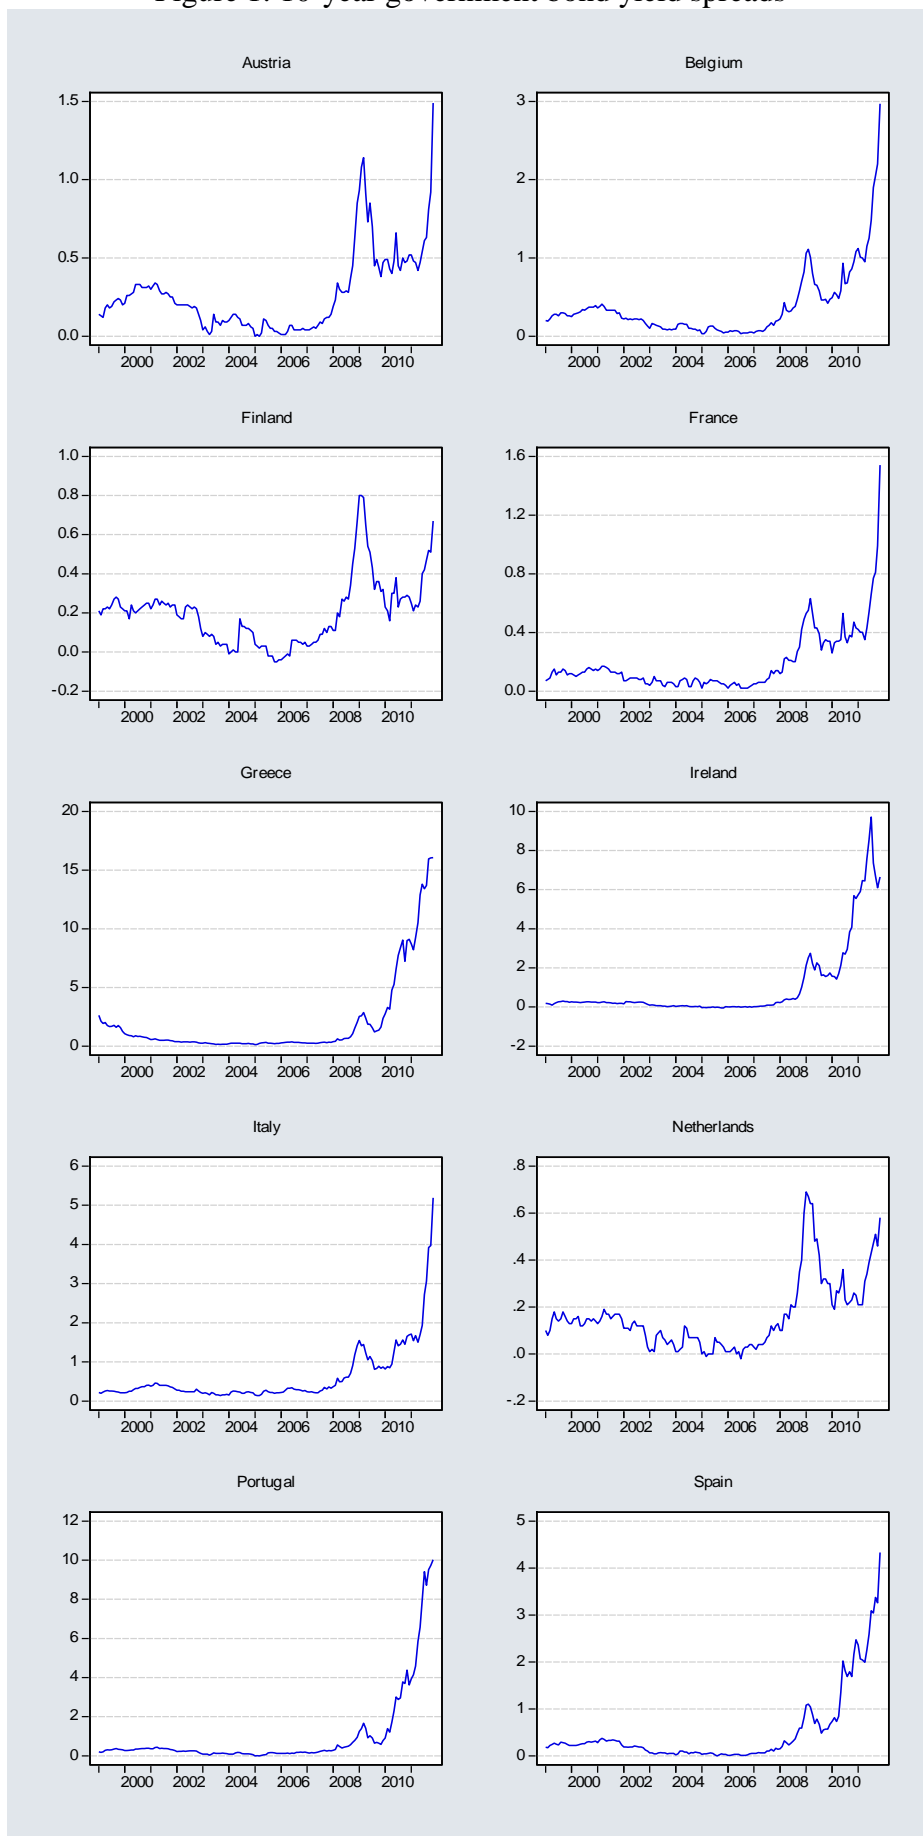 Figure 1: 10-year government bond yield spreads
Austria
1.5
1.0
0.5
0.0
2000 2002 2004 2006 2008 2010
Belgium
3
2
1
0
2000 2002 2004 2006 2008 2010
Finland
1.0
0.8
0.6
0.4
0.2
0.0
-0.2
2000 2002 2004 2006 2008 2010
France
1.6
1.2
0.8
0.4
0.0
2000 2002 2004 2006 2008 2010
Greece
20
15
10
5
0
2000 2002 2004 2006 2008 2010
Ireland
10
8
6
4
2
0
-2
2000 2002 2004 2006 2008 2010
Italy
6
5
4
3
2
1
0
2000 2002 2004 2006 2008 2010
Netherlands
.8
.6
.4
.2
.0
-.2
2000 2002 2004 2006 2008 2010
Portugal
12
10
8
6
4
2
0
2000 2002 2004 2006 2008 2010
Spain
5
4
3
2
1
0
2000 2002 2004 2006 2008 2010